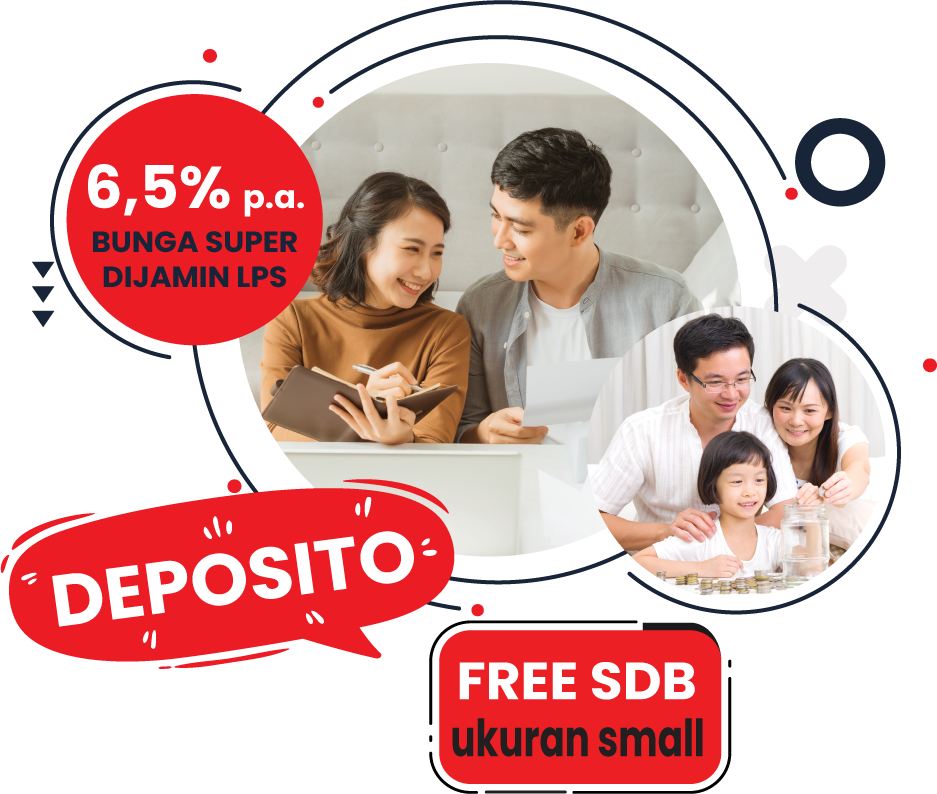 6,5% p.a.
BUNGA SUPER
DIJAMIN LPS
DEPOSITO
FREE SDB
ukuran small